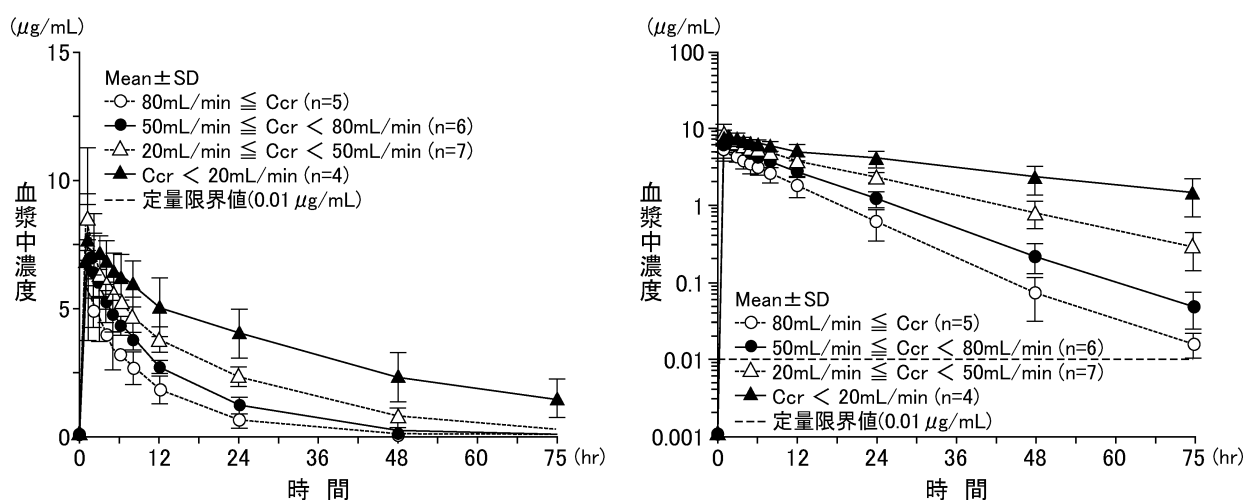 (μg/mL)
15
10
5
0
血漿中濃度
Mean±SD
80mL/min ≦ Ccr (n=5)
50mL/min ≦ Ccr < 80mL/min (n=6)
20mL/min ≦ Ccr < 50mL/min (n=7)
Ccr < 20mL/min (n=4)
定量限界値(0.01μg/mL)
0 12 24 36 48 60 75 (hr)
時 間
(μg/mL)
100
10
1
0.1
0.01
0.001
血漿中濃度
Mean±SD
80mL/min ≦ Ccr (n=5)
50mL/min ≦ Ccr < 80mL/min (n=6)
20mL/min ≦ Ccr < 50mL/min (n=7)
Ccr < 20mL/min (n=4)
定量限界値(0.01μg/mL)
0 12 24 36 48 60 75 (hr)
時 間